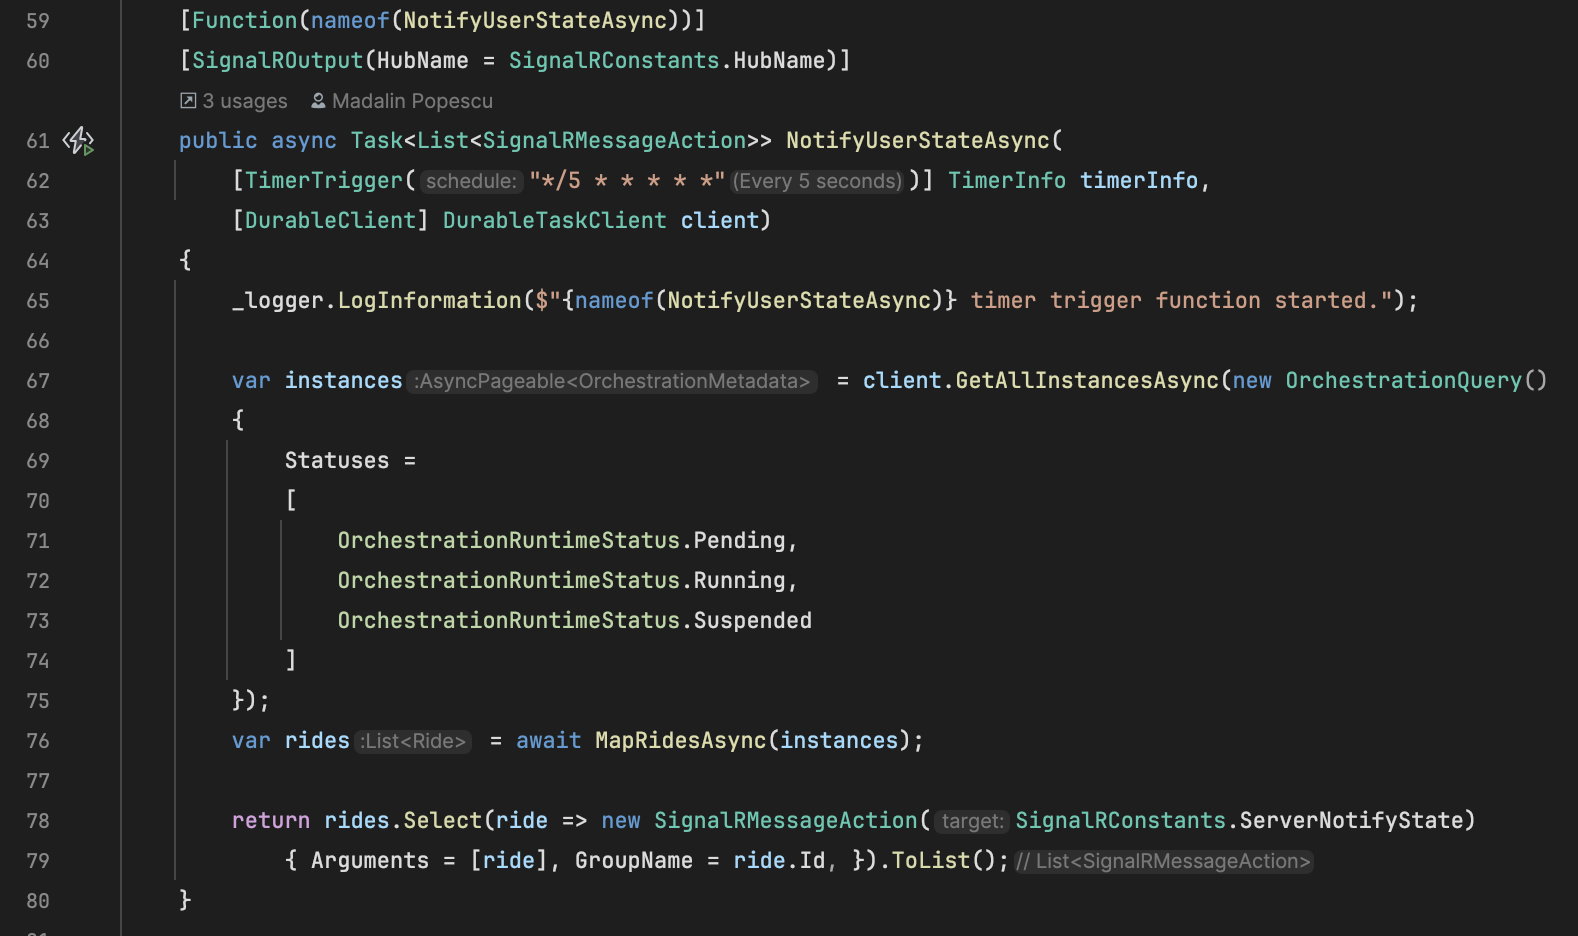 59 [Function(nameof(NotifyUserStateAsync))]
60 [SignalROutput(HubName = SignalRConstants.HubName)]
3 usages Madalin Popescu
61 public async Task<List<SignalRMessageAction>> NotifyUserStateAsync(
62 [TimerTrigger( schedule: "*/5 * * * * *" (Every 5 seconds) )] TimerInfo timerInfo,
63 [DurableClient] DurableTaskClient client)
64 {
65 _logger.LogInformation($"{nameof(NotifyUserStateAsync)} timer trigger function started.");
66
67 var instances :AsyncPageable<OrchestrationMetadata> = client.GetAllInstancesAsync(new OrchestrationQuery()
68 {
69 Statuses =
70 [
71 OrchestrationRuntimeStatus.Pending,
72 OrchestrationRuntimeStatus.Running,
73 OrchestrationRuntimeStatus.Suspended
74 ]
75 });
76 var rides :List<Ride> = await MapRidesAsync(instances);
77
78 return rides.Select(ride => new SignalRMessageAction( target: SignalRConstants.ServerNotifyState)
79 { Arguments = [ride], GroupName = ride.Id, }).ToList(); // List<SignalRMessageAction>
80 }